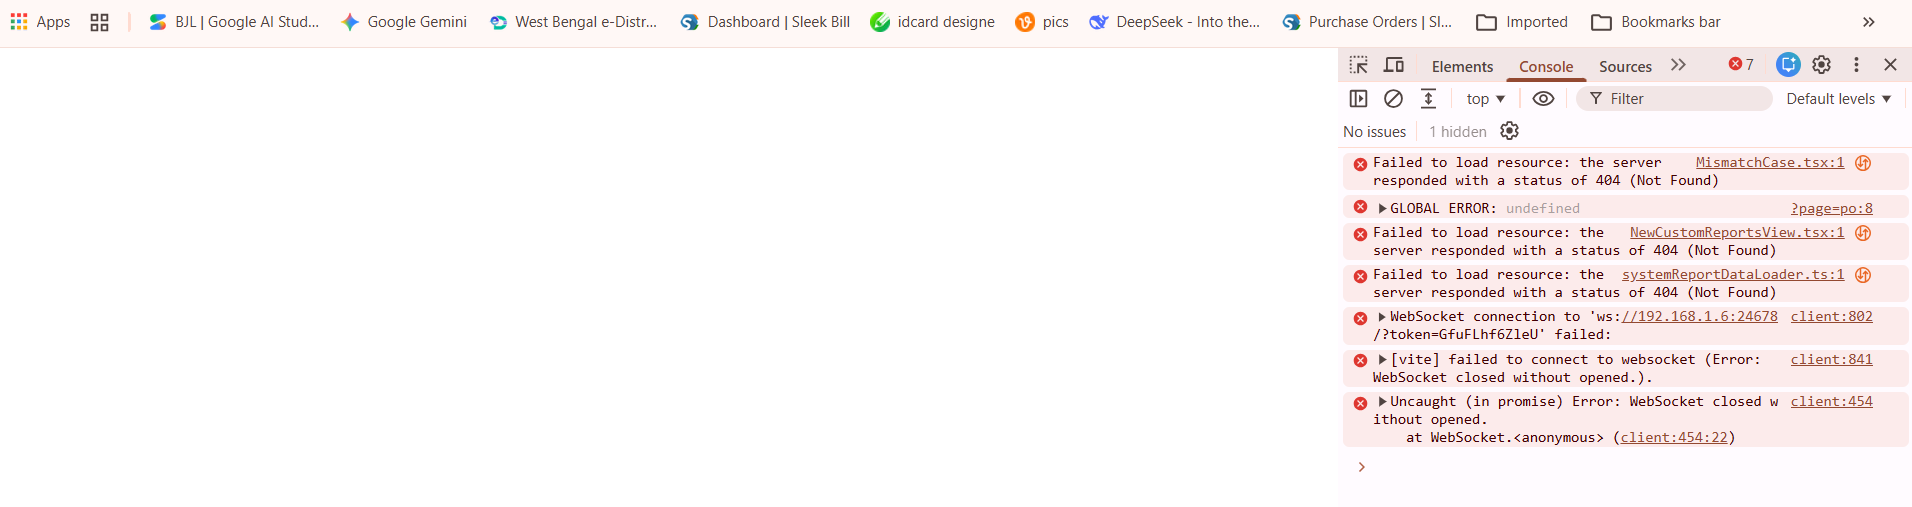 Apps BJL | Google AI Stud... Google Gemini West Bengal e-Distr... Dashboard | Sleek Bill idcard designe pics DeepSeek - Into the... Purchase Orders | Sl... Imported Bookmarks bar »
Elements Console Sources 7
top Filter Default levels
No issues 1 hidden
Failed to load resource: the server MismatchCase.tsx:1
responded with a status of 404 (Not Found)
GLOBAL ERROR: undefined ?page=po:8
Failed to load resource: the NewCustomReportsView.tsx:1
server responded with a status of 404 (Not Found)
Failed to load resource: the systemReportDataLoader.ts:1
server responded with a status of 404 (Not Found)
WebSocket connection to 'ws://192.168.1.6:24678 client:802
/?token=GfuFLhf6ZleU' failed:
[vite] failed to connect to websocket (Error: client:841
WebSocket closed without opened.).
Uncaught (in promise) Error: WebSocket closed w client:454
ithout opened.
at WebSocket.<anonymous> (client:454:22)